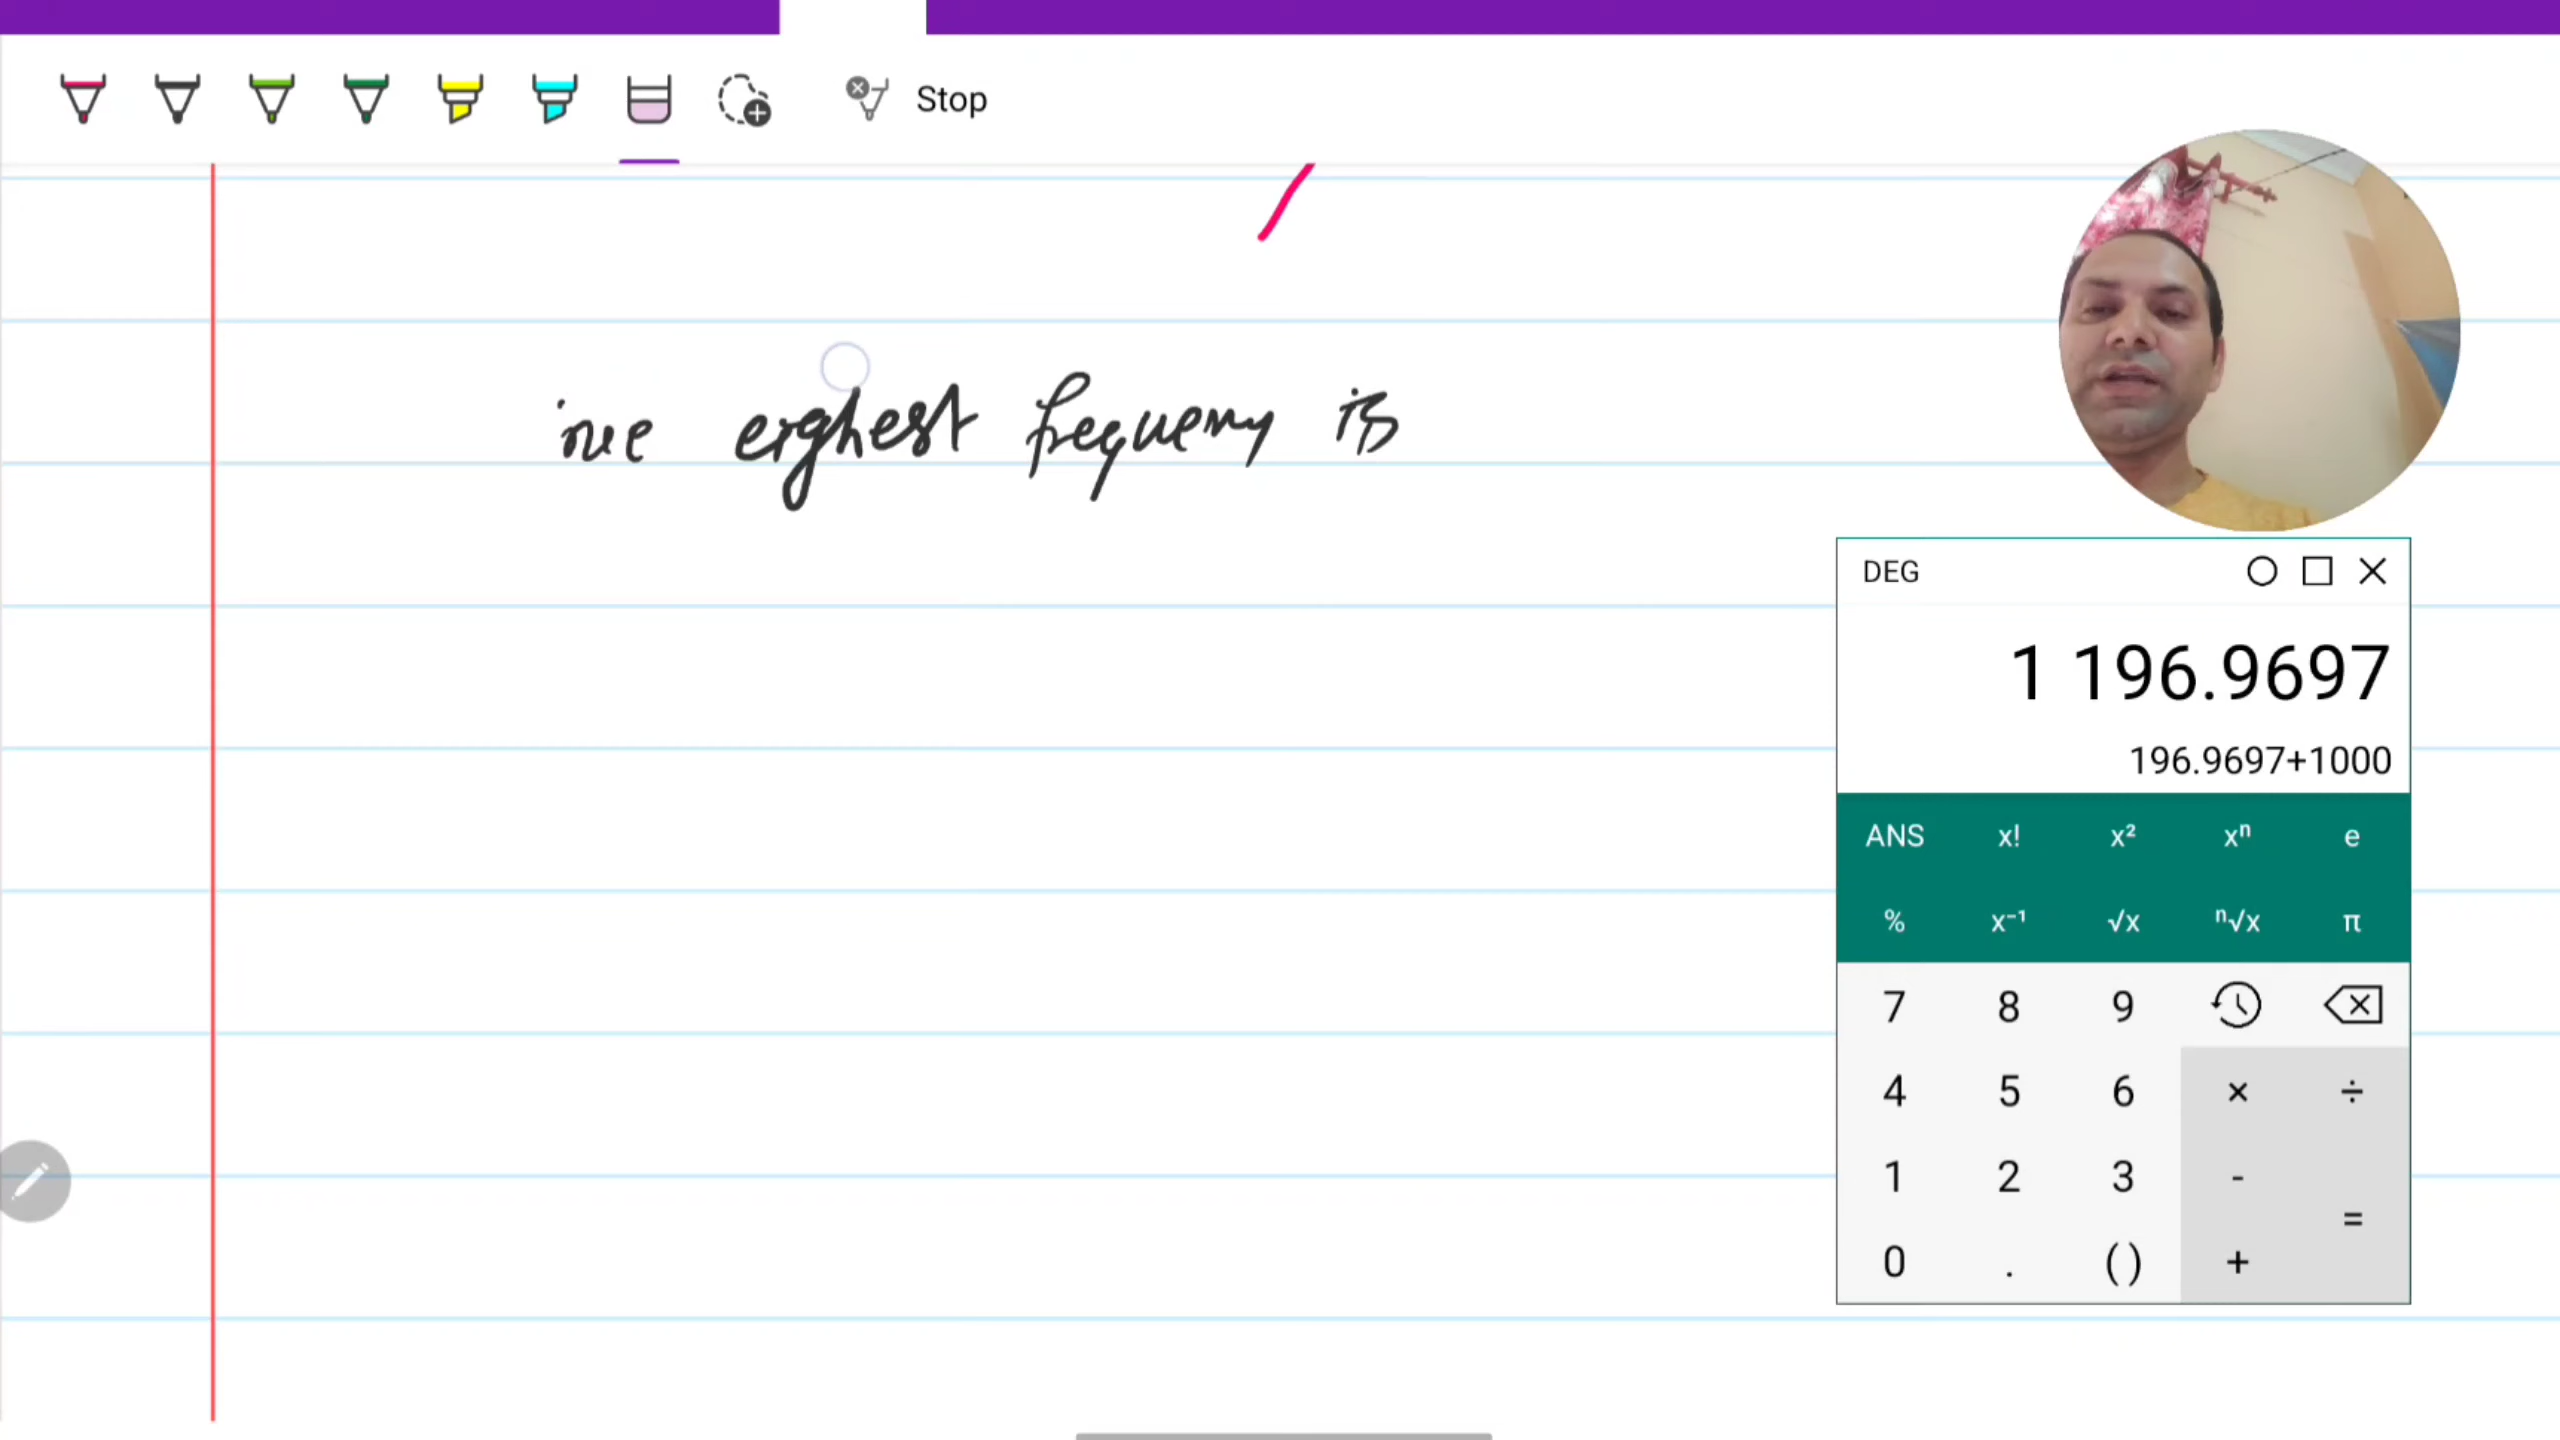 Stop
eighest frequency is
DEG
1 196.9697
196.9697+1000
ANS x! x² xⁿ e
% x⁻¹ √x ⁿ√x π
7 8 9
4 5 6 × ÷
1 2 3 - =
0 . ( ) +